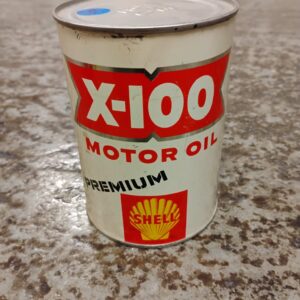 X-100
MOTOR OIL
PREMIUM
SHELL